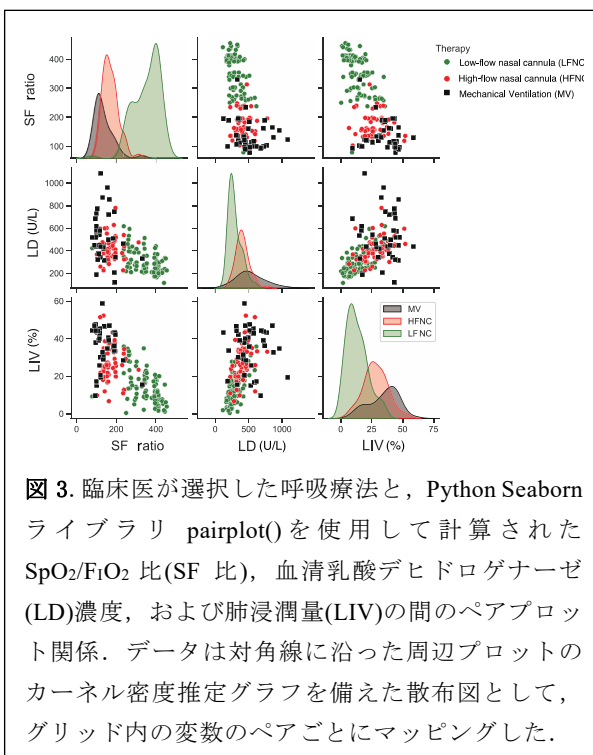 Therapy
Low-flow nasal cannula (LFNC)
High-flow nasal cannula (HFNC
Mechanical Ventilation (MV)
SF ratio
400
300
200
100
LD (U/L)
1000
800
600
400
200
LIV (%)
60
40
20
0
MV
HFNC
LFNC
0 200 400
0 500 1000
0 25 50 75
SF ratio
LD (U/L)
LIV (%)
図 3. 臨床医が選択した呼吸療法と，Python Seaborn
ライブラリ pairplot()を使用して計算された
SpO₂/FIO₂ 比(SF 比)，血清乳酸デヒドロゲナーゼ
(LD)濃度，および肺浸潤量(LIV)の間のペアプロッ
ト関係．データは対角線に沿った周辺プロットの
カーネル密度推定グラフを備えた散布図として，
グリッド内の変数のペアごとにマッピングした．